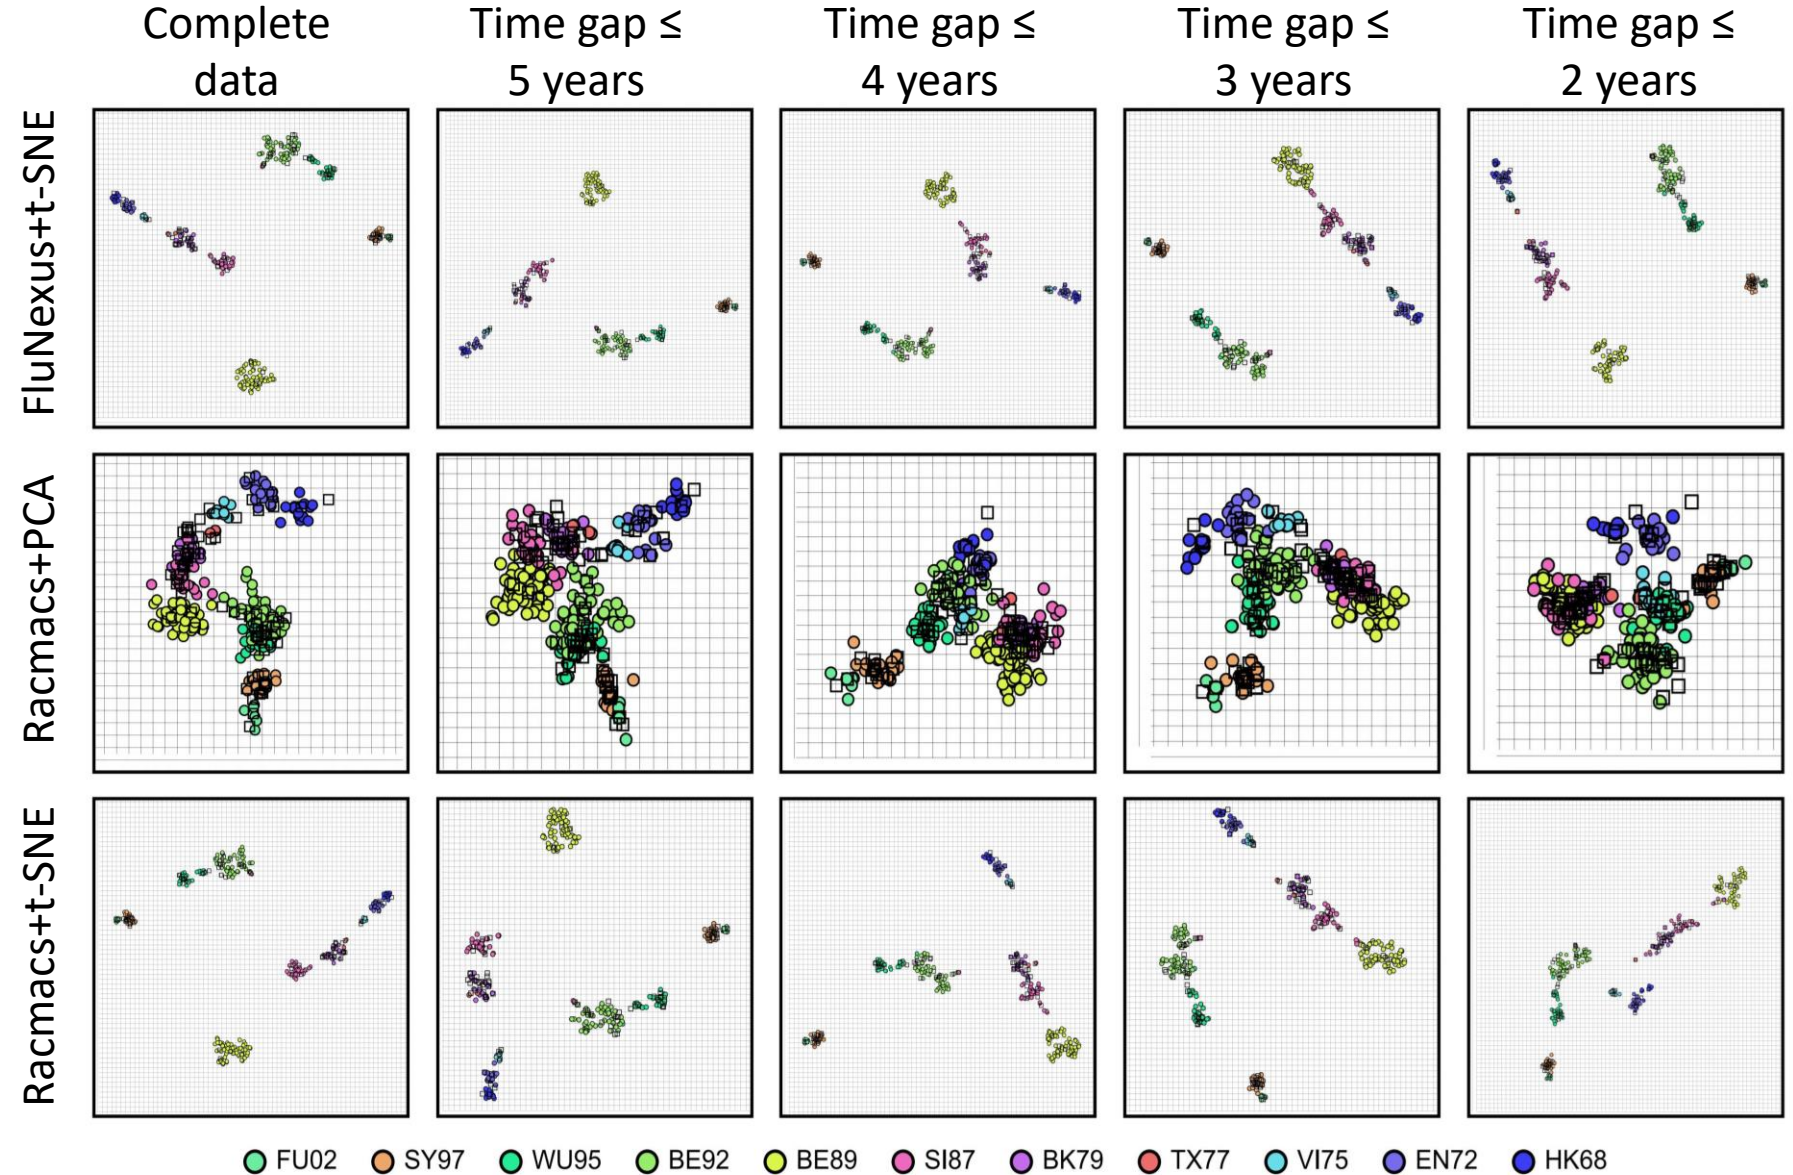 Complete data
Time gap ≤ 5 years
Time gap ≤ 4 years
Time gap ≤ 3 years
Time gap ≤ 2 years
FluNexus+t-SNE
Racmacs+PCA
Racmacs+t-SNE
FU02 SY97 WU95 BE92 BE89 SI87 BK79 TX77 VI75 EN72 HK68